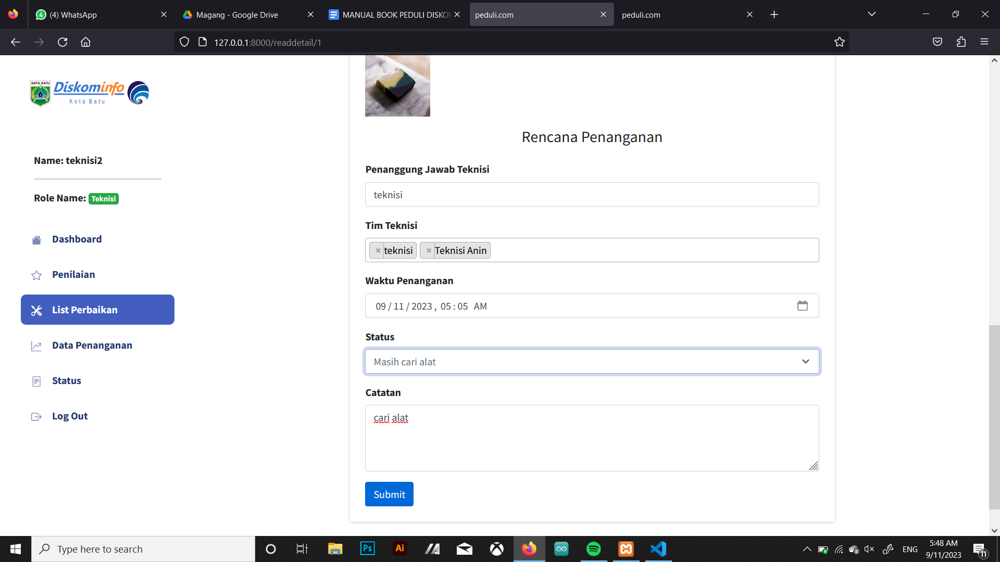 (4) WhatsApp
Magang - Google Drive
MANUAL BOOK PEDULI DISKOM
peduli.com
peduli.com
127.0.0.1:8000/readdetail/1
KOTA BATU
Diskominfo
Kota Batu
Name: teknisi2
Role Name: Teknisi
Dashboard
Penilaian
List Perbaikan
Data Penanganan
Status
Log Out
Rencana Penanganan
Penanggung Jawab Teknisi
teknisi
Tim Teknisi
× teknisi × Teknisi Anin
Waktu Penanganan
09/11/2023, 05:05 AM
Status
Masih cari alat
Catatan
cari alat
Submit
Type here to search
Ps
Ai
ENG
5:48 AM
9/11/2023
11